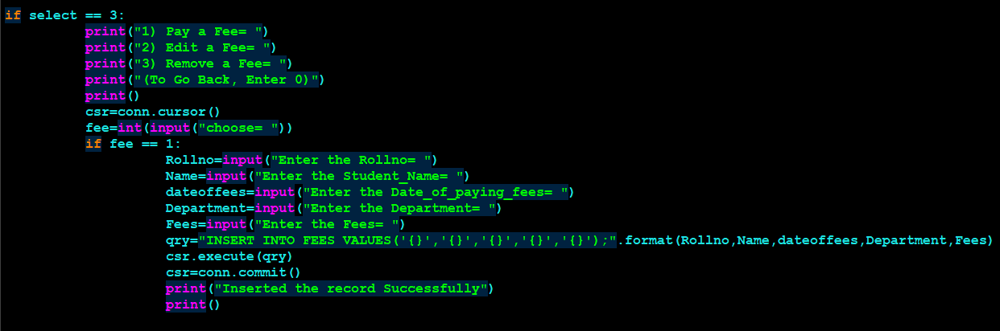 if select == 3:
print("1) Pay a Fee= ")
print("2) Edit a Fee= ")
print("3) Remove a Fee= ")
print("(To Go Back, Enter 0)")
print()
csr=conn.cursor()
fee=int(input("choose= "))
if fee == 1:
Rollno=input("Enter the Rollno= ")
Name=input("Enter the Student_Name= ")
dateoffees=input("Enter the Date_of_paying_fees= ")
Department=input("Enter the Department= ")
Fees=input("Enter the Fees= ")
qry="INSERT INTO FEES VALUES('{}','{}','{}','{}','{}');".format(Rollno,Name,dateoffees,Department,Fees)
csr.execute(qry)
csr=conn.commit()
print("Inserted the record Successfully")
print()